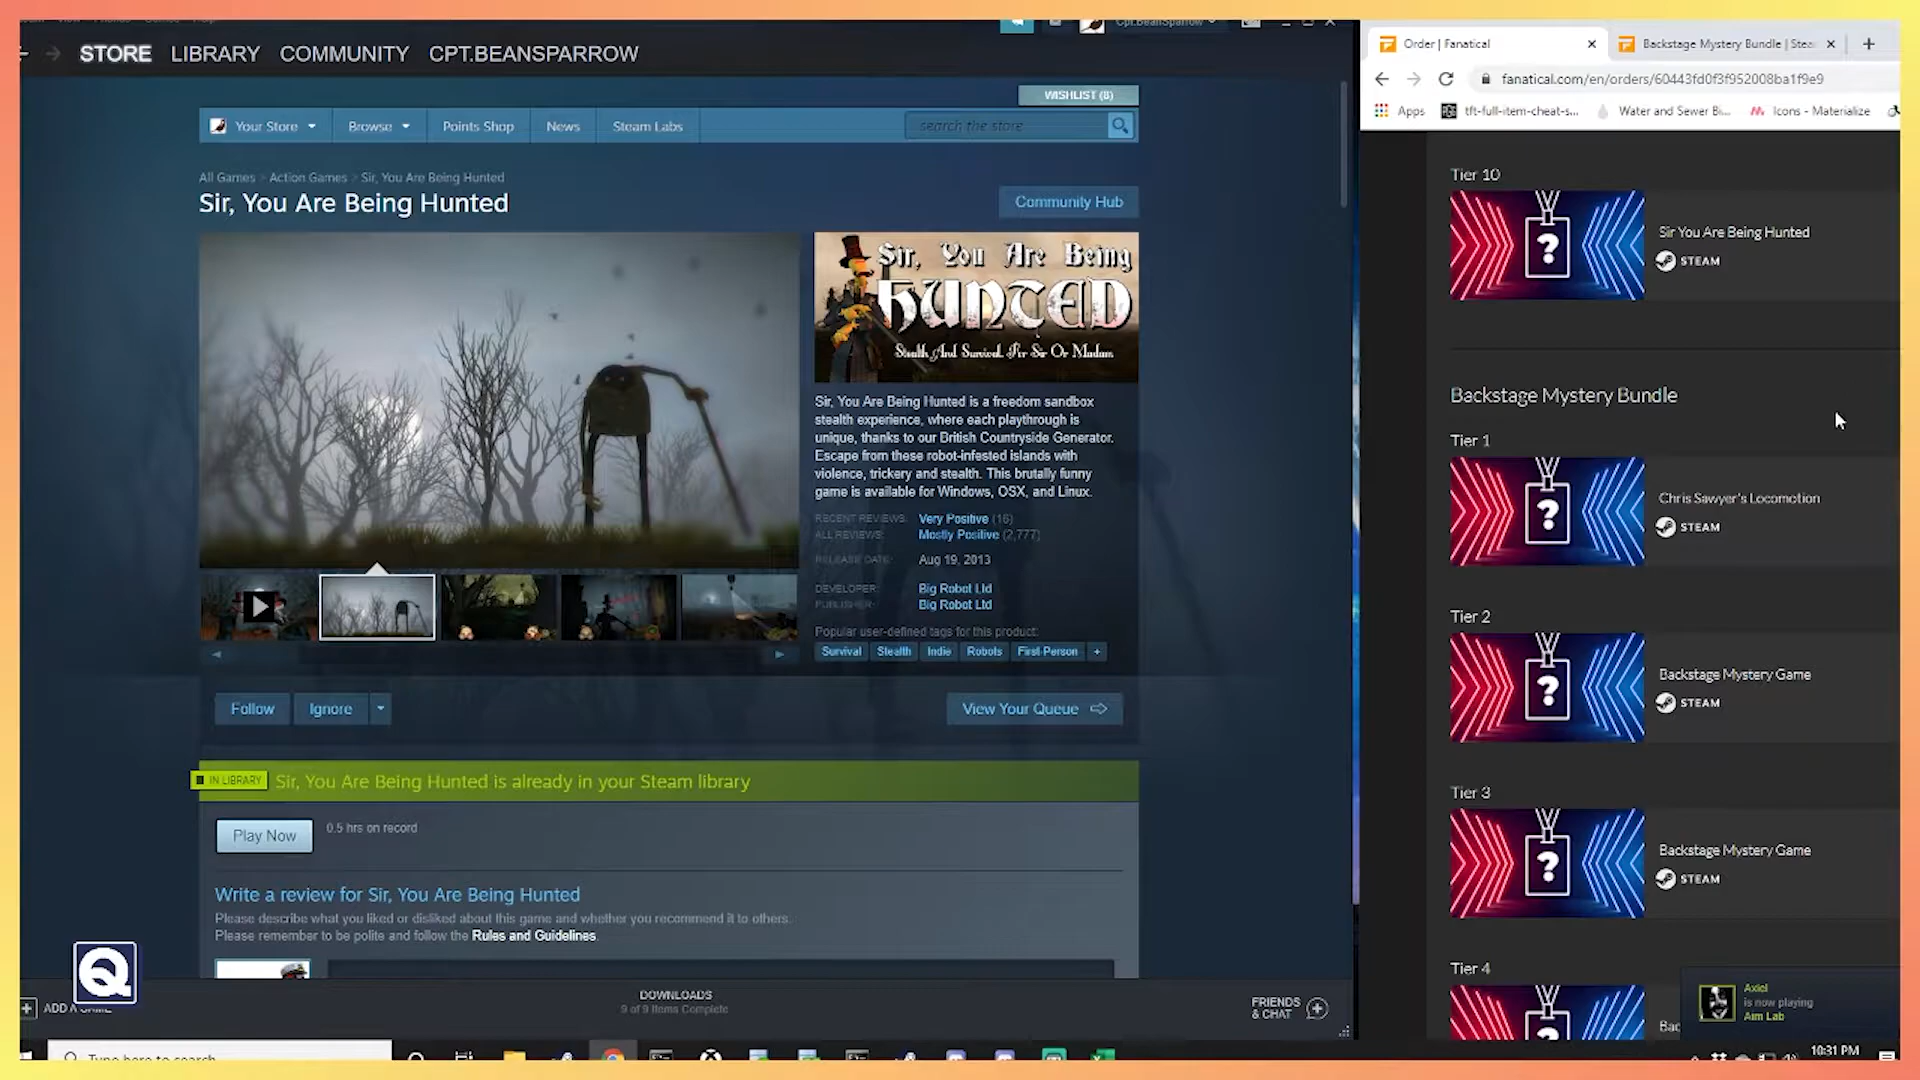 Cpt.BeanSparrow
STORE LIBRARY COMMUNITY CPT.BEANSPARROW
WISHLIST (8)
Your Store Browse Points Shop News Steam Labs search the store
All Games > Action Games > Sir, You Are Being Hunted
Sir, You Are Being Hunted
Community Hub
Sir, You Are Being
HUNTED
Stealth And Survival For Sir Or Madam
Sir, You Are Being Hunted is a freedom sandbox
stealth experience, where each playthrough is
unique, thanks to our British Countryside Generator.
Escape from these robot-infested islands with
violence, trickery and stealth. This brutally funny
game is available for Windows, OSX, and Linux.
RECENT REVIEWS: Very Positive (16)
ALL REVIEWS: Mostly Positive (2,777)
RELEASE DATE: Aug 19, 2013
DEVELOPER: Big Robot Ltd
PUBLISHER: Big Robot Ltd
Popular user-defined tags for this product:
Survival Stealth Indie Robots First-Person +
Follow Ignore View Your Queue
IN LIBRARY Sir, You Are Being Hunted is already in your Steam library
Play Now 0.5 hrs on record
Write a review for Sir, You Are Being Hunted
Please describe what you liked or disliked about this game and whether you recommend it to others.
Please remember to be polite and follow the Rules and Guidelines.
Q
ADD A GAME
DOWNLOADS
9 of 9 Items Complete
FRIENDS
& CHAT
Type here to search
Order | Fanatical Backstage Mystery Bundle | Stea
fanatical.com/en/orders/60443fd0f3f952008ba1f9e9
Apps tft-full-item-cheat-s... Water and Sewer Bi... Icons - Materialize
Tier 10
?
Sir You Are Being Hunted
STEAM
Backstage Mystery Bundle
Tier 1
?
Chris Sawyer's Locomotion
STEAM
Tier 2
?
Backstage Mystery Game
STEAM
Tier 3
?
Backstage Mystery Game
STEAM
Tier 4
?
Bac
Axiel
is now playing
Aim Lab
10:31 PM